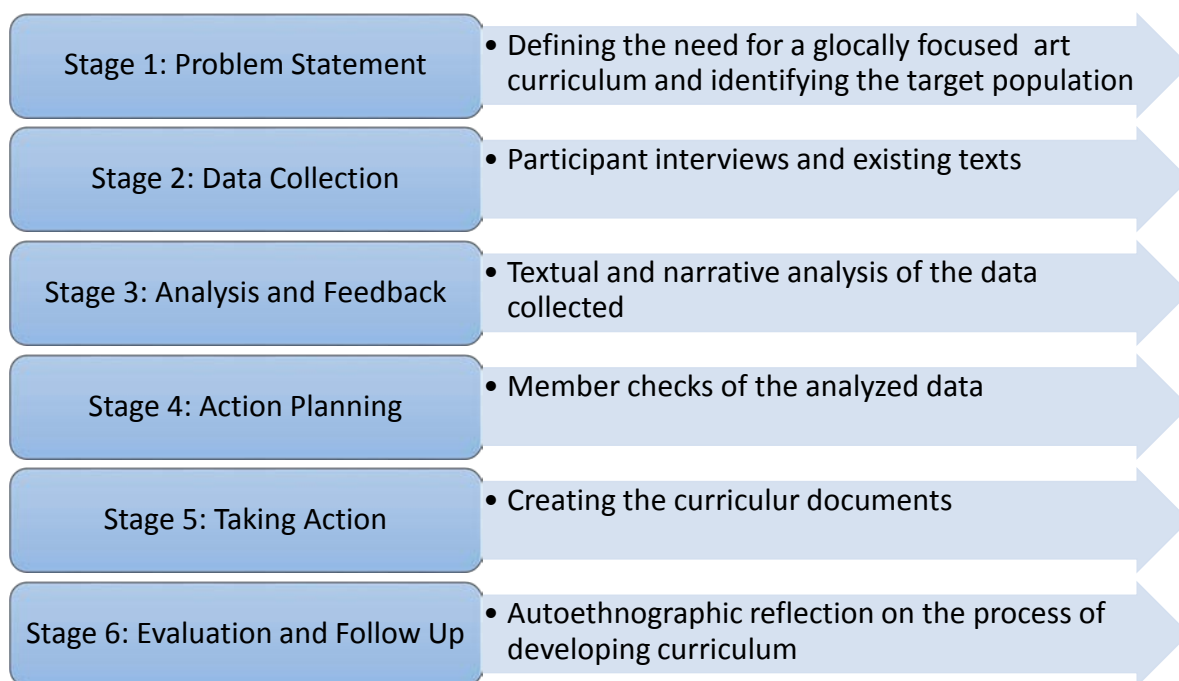 Stage 1: Problem Statement
• Defining the need for a glocally focused art
curriculum and identifying the target population
Stage 2: Data Collection
• Participant interviews and existing texts
Stage 3: Analysis and Feedback
• Textual and narrative analysis of the data
collected
Stage 4: Action Planning
• Member checks of the analyzed data
Stage 5: Taking Action
• Creating the curriculur documents
Stage 6: Evaluation and Follow Up
• Autoethnographic reflection on the process of
developing curriculum